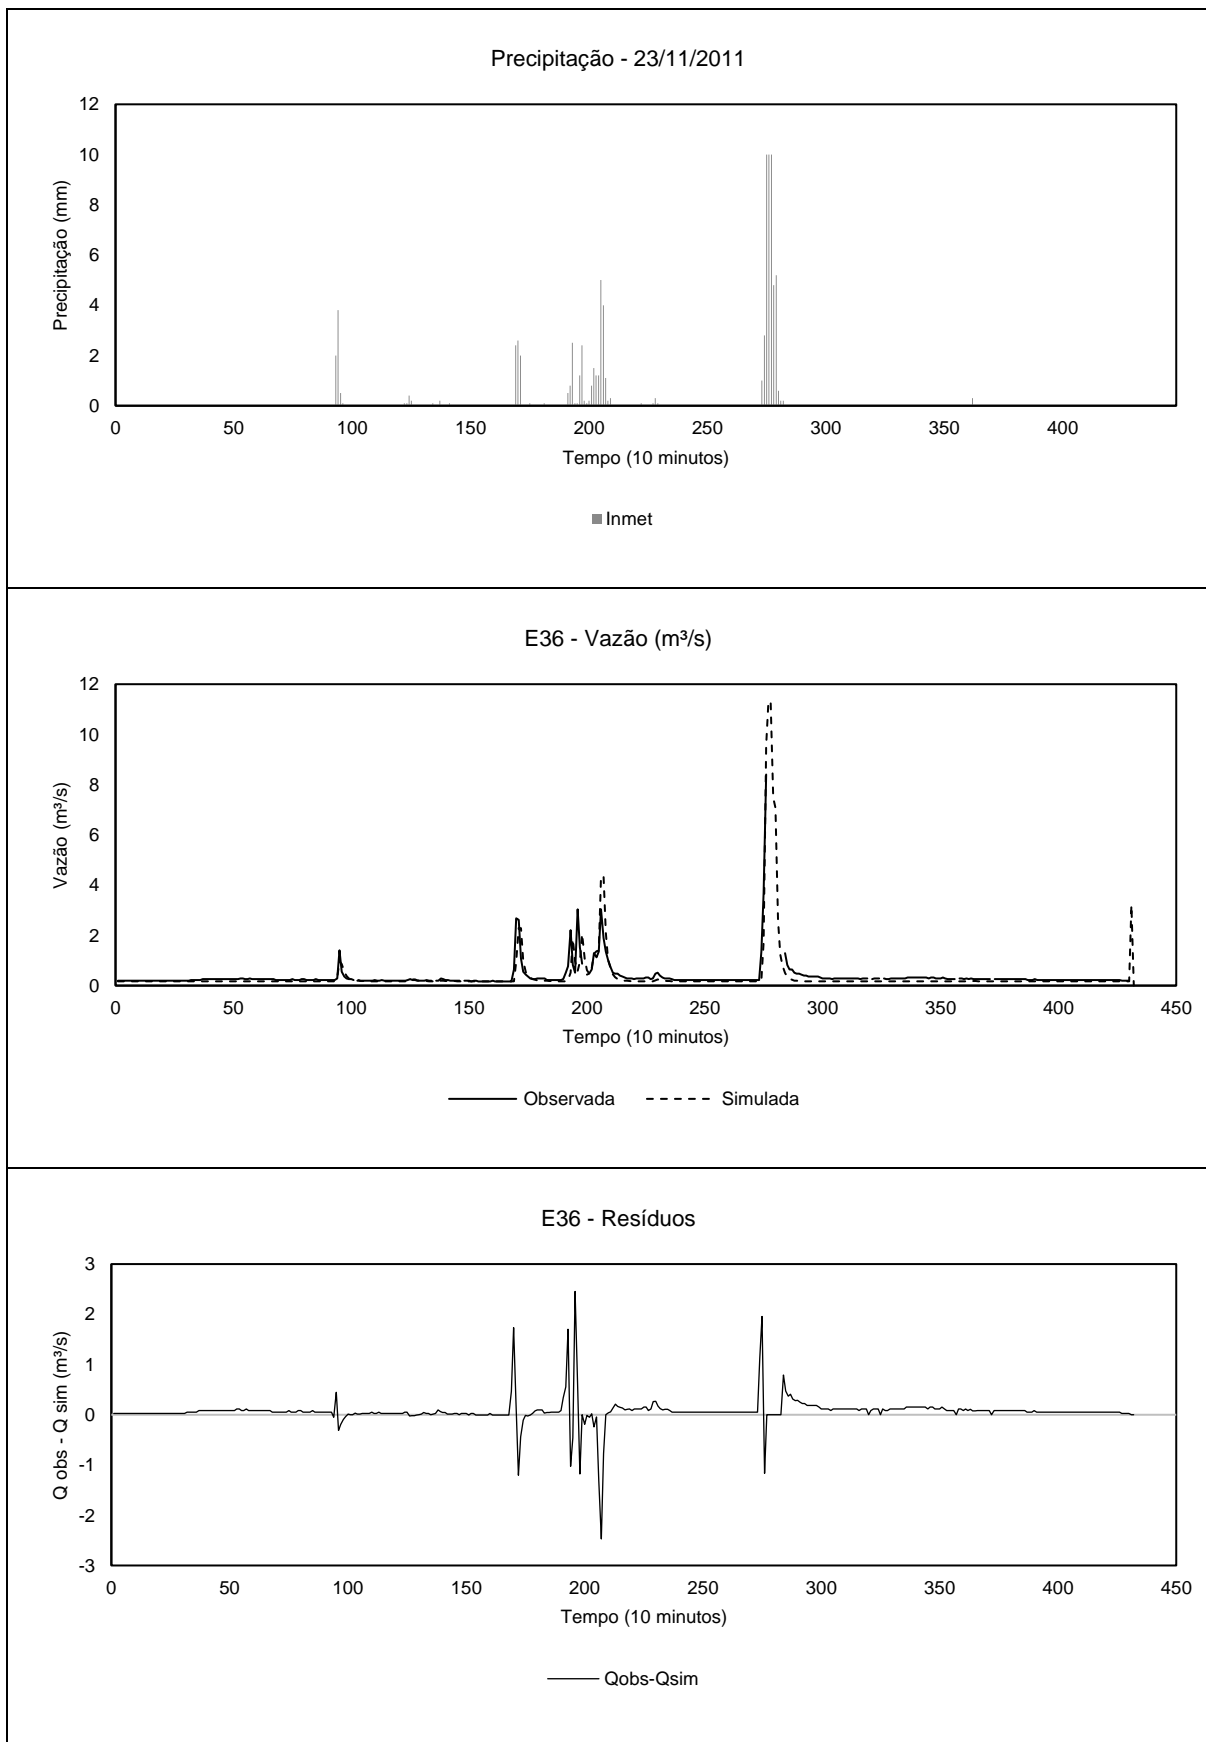 Precipitação - 23/11/2011
12
10
8
6
4
2
0
Precipitação (mm)
0 50 100 150 200 250 300 350 400
Tempo (10 minutos)
Inmet
E36 - Vazão (m³/s)
12
10
8
6
4
2
0
Vazão (m³/s)
0 50 100 150 200 250 300 350 400 450
Tempo (10 minutos)
Observada Simulada
E36 - Resíduos
3
2
1
0
-1
-2
-3
Q obs - Q sim (m³/s)
0 50 100 150 200 250 300 350 400 450
Tempo (10 minutos)
Qobs-Qsim